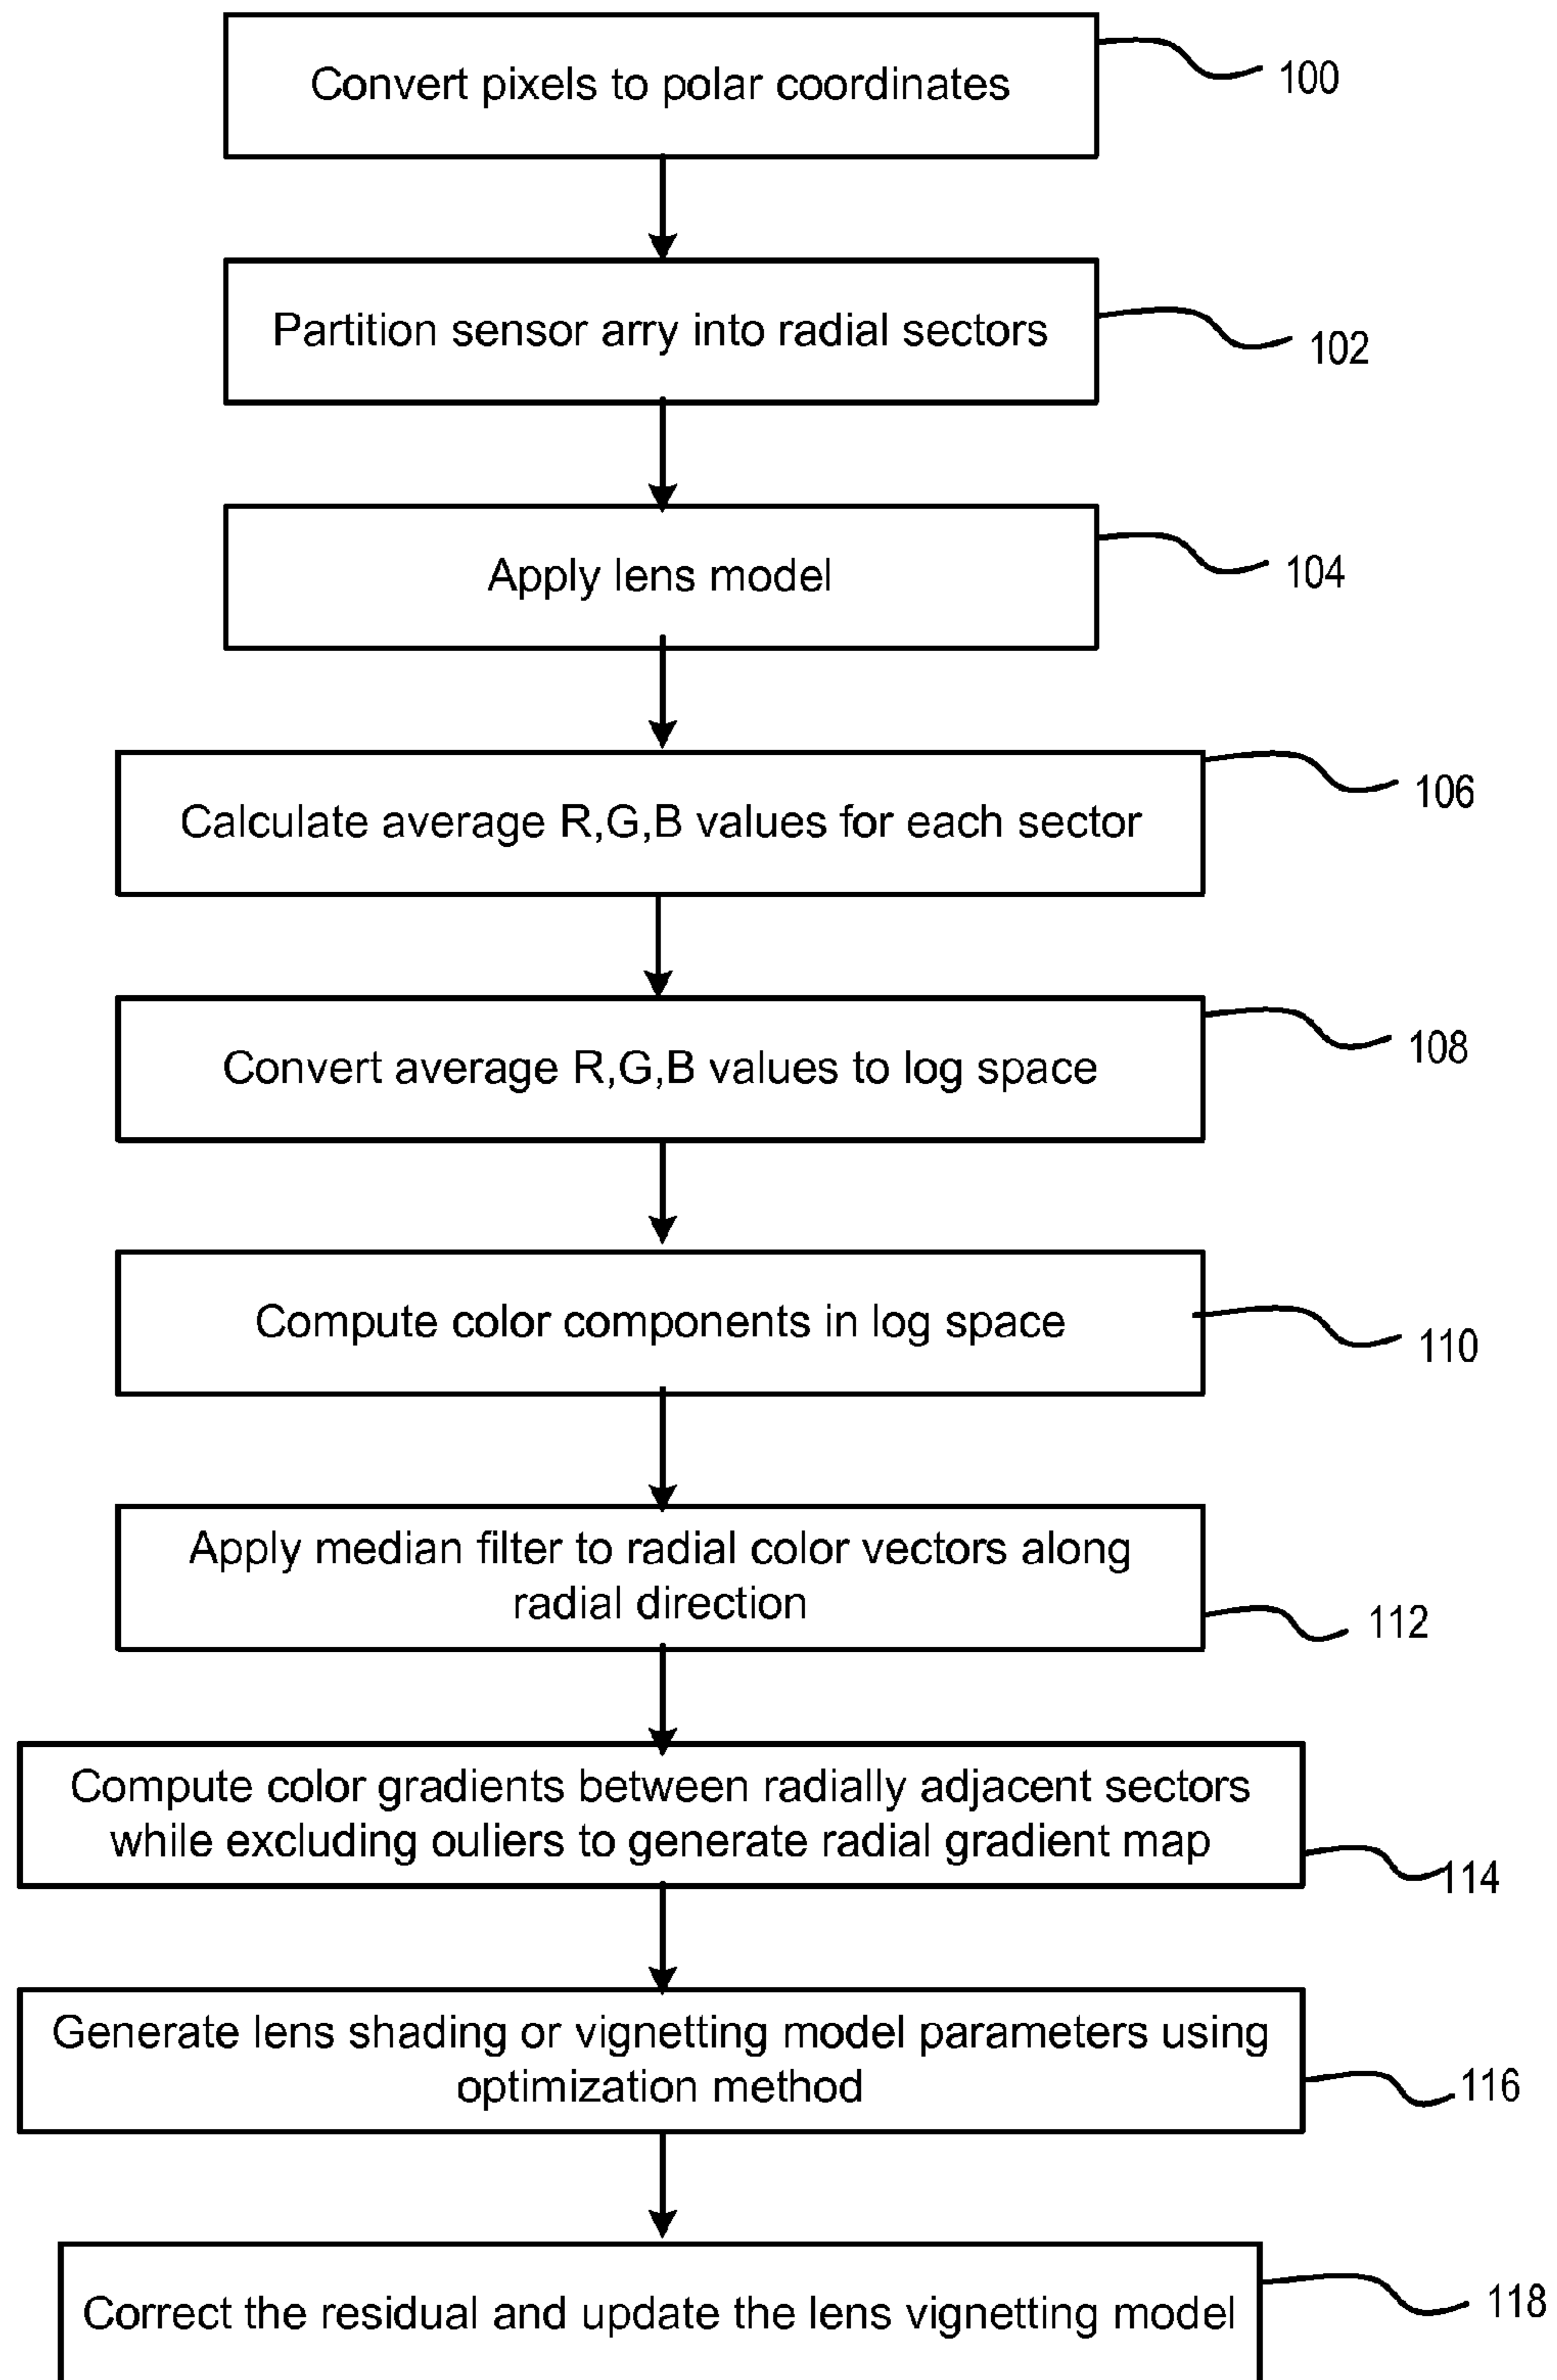 Convert pixels to polar coordinates
100
Partition sensor arry into radial sectors
102
Apply lens model
104
Calculate average R,G,B values for each sector
106
Convert average R,G,B values to log space
108
Compute color components in log space
110
Apply median filter to radial color vectors along
radial direction
112
Compute color gradients between radially adjacent sectors
while excluding ouliers to generate radial gradient map
114
Generate lens shading or vignetting model parameters using
optimization method
116
Correct the residual and update the lens vignetting model
118